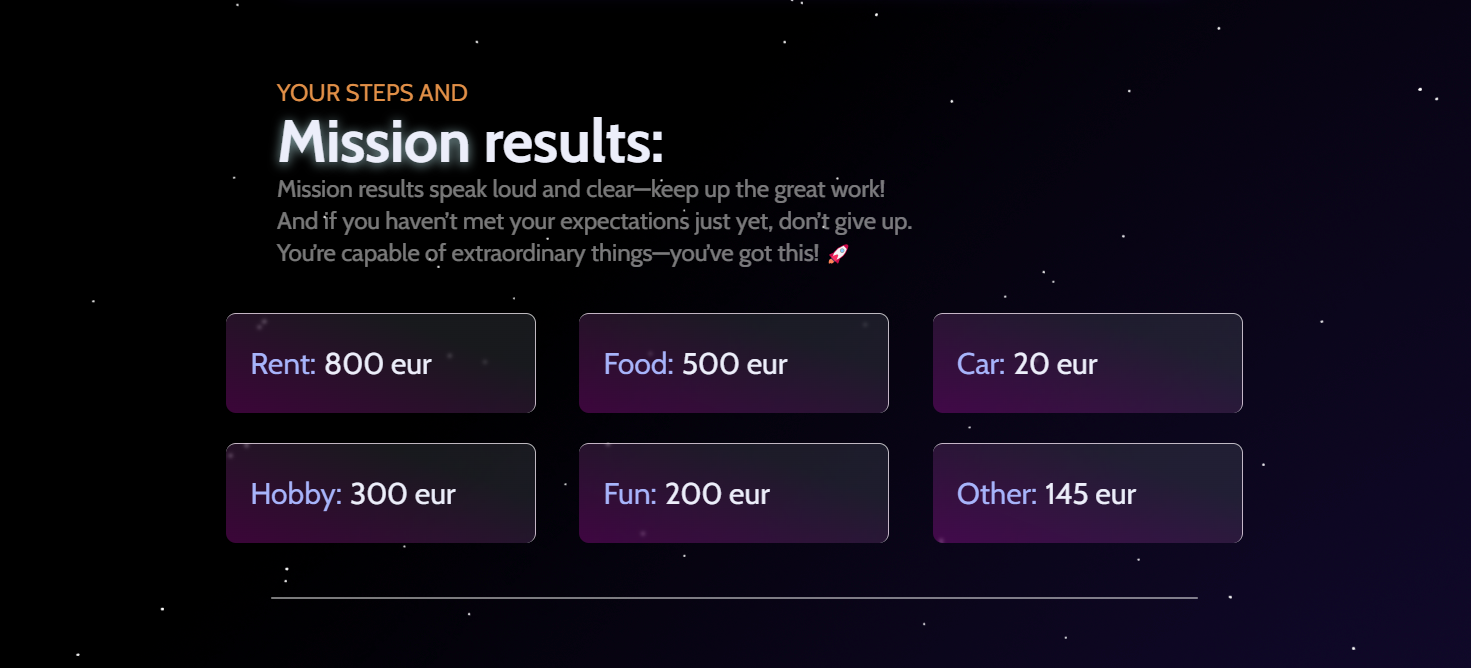 YOUR STEPS AND
Mission results:
Mission results speak loud and clear—keep up the great work!
And if you haven't met your expectations just yet, don't give up.
You're capable of extraordinary things—you've got this! 🚀
Rent: 800 eur
Food: 500 eur
Car: 20 eur
Hobby: 300 eur
Fun: 200 eur
Other: 145 eur